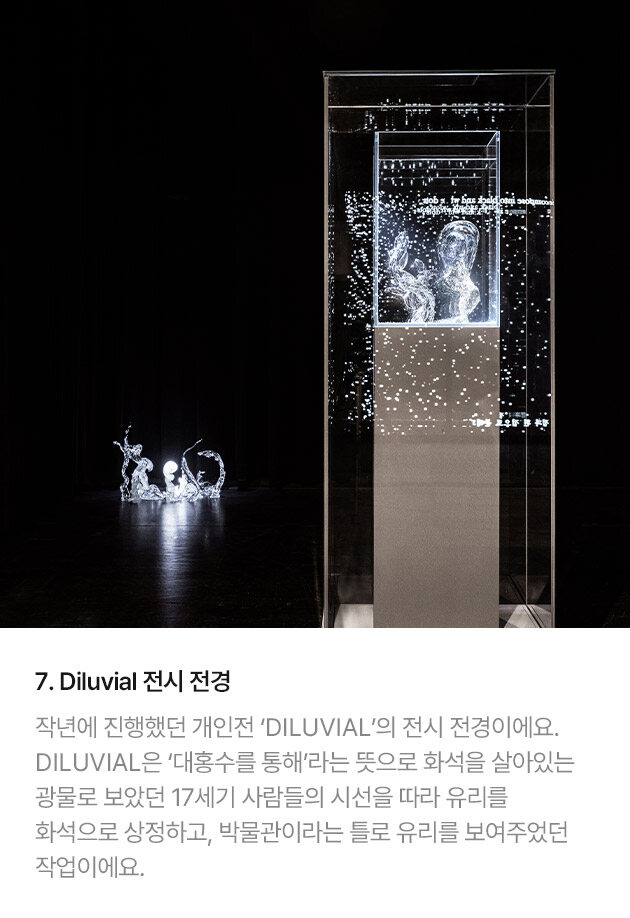 compose into black and w
7. Diluvial 전시 전경
작년에 진행했던 개인전 ‘DILUVIAL’의 전시 전경이에요.
DILUVIAL은 ‘대홍수를 통해’라는 뜻으로 화석을 살아있는
광물로 보았던 17세기 사람들의 시선을 따라 유리를
화석으로 상정하고, 박물관이라는 틀로 유리를 보여주었던
작업이에요.